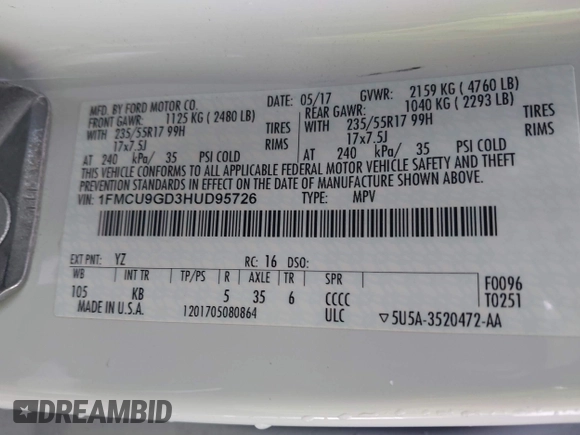 MFD. BY FORD MOTOR CO.
DATE: 05/17 GVWR: 2159 KG ( 4760 LB)
FRONT GAWR: 1125 KG ( 2480 LB)
REAR GAWR: 1040 KG ( 2293 LB)
WITH 235/55R17 99H TIRES WITH 235/55R17 99H TIRES
17x7.5J RIMS 17x7.5J RIMS
AT 240 kPa/ 35 PSI COLD AT 240 kPa/ 35 PSI COLD
THIS VEHICLE CONFORMS TO ALL APPLICABLE FEDERAL MOTOR VEHICLE SAFETY AND THEFT
PREVENTION STANDARDS IN EFFECT ON THE DATE OF MANUFACTURE SHOWN ABOVE.
VIN: 1FMCU9GD3HUD95726 TYPE: MPV
EXT PNT: YZ RC: 16 DSO:
WB INT TR TP/PS R AXLE TR SPR F0096
105 KB 5 35 6 CCCC T0251
MADE IN U.S.A. 1201705080864 ULC ▽5U5A-3520472-AA
DREAMBID